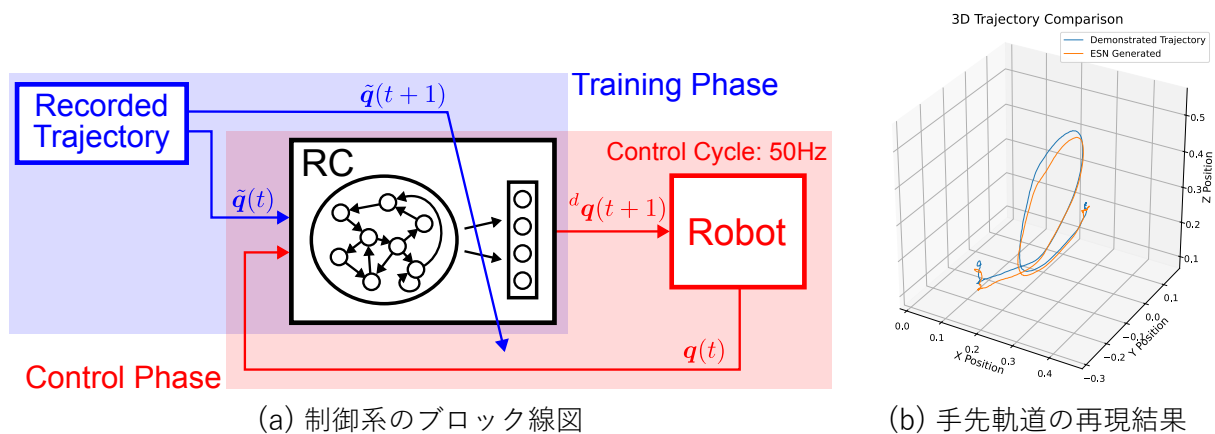 Recorded
Trajectory
q̃(t+1)
Training Phase
RC
Control Cycle: 50Hz
q̃(t)
ᵈq(t+1)
Robot
q(t)
Control Phase
(a) 制御系のブロック線図
3D Trajectory Comparison
Demonstrated Trajectory
ESN Generated
0.5
0.4
0.3
0.2
0.1
Z Position
0.0
0.1
0.2
0.3
0.4
X Position
−0.3
−0.2
−0.1
0.0
0.1
Y Position
(b) 手先軌道の再現結果